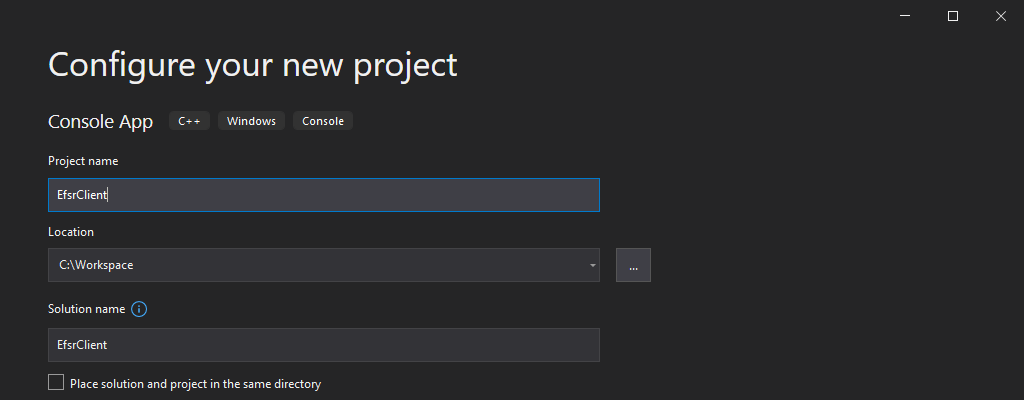 Configure your new project
Console App C++ Windows Console
Project name
EfsrClient
Location
C:\Workspace
...
Solution name
EfsrClient
Place solution and project in the same directory